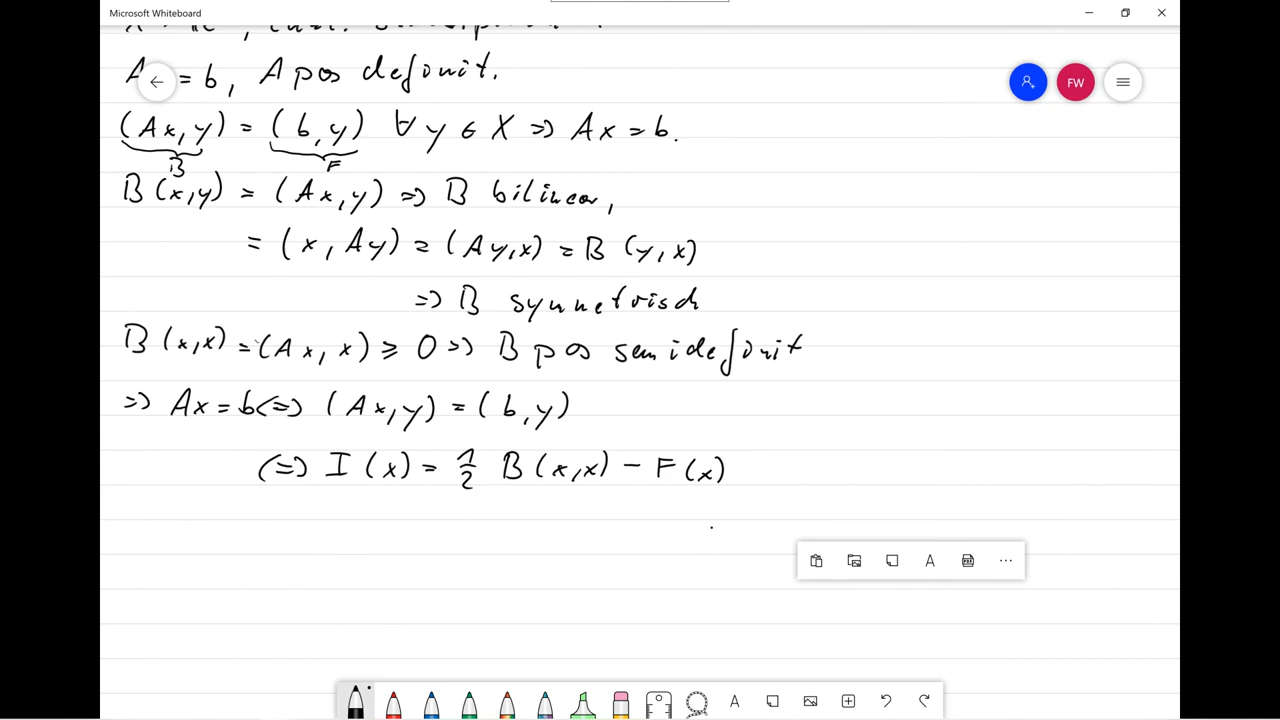 Microsoft Whiteboard
A = b, A pos definit.
FW
(Ax,y) = (b,y) ∀ y ∈ X ⇒ Ax = b.
B F
B(x,y) = (Ax,y) ⇒ B bilinear,
= (x,Ay) = (Ay,x) = B(y,x)
⇒ B symmetrisch
B(x,x) = (Ax,x) ⩾ 0 ⇒ B pos semidefinit
⇒ Ax = b ⇔ (Ax,y) = (b,y)
⇔ I(x) = 1/2 B(x,x) − F(x)